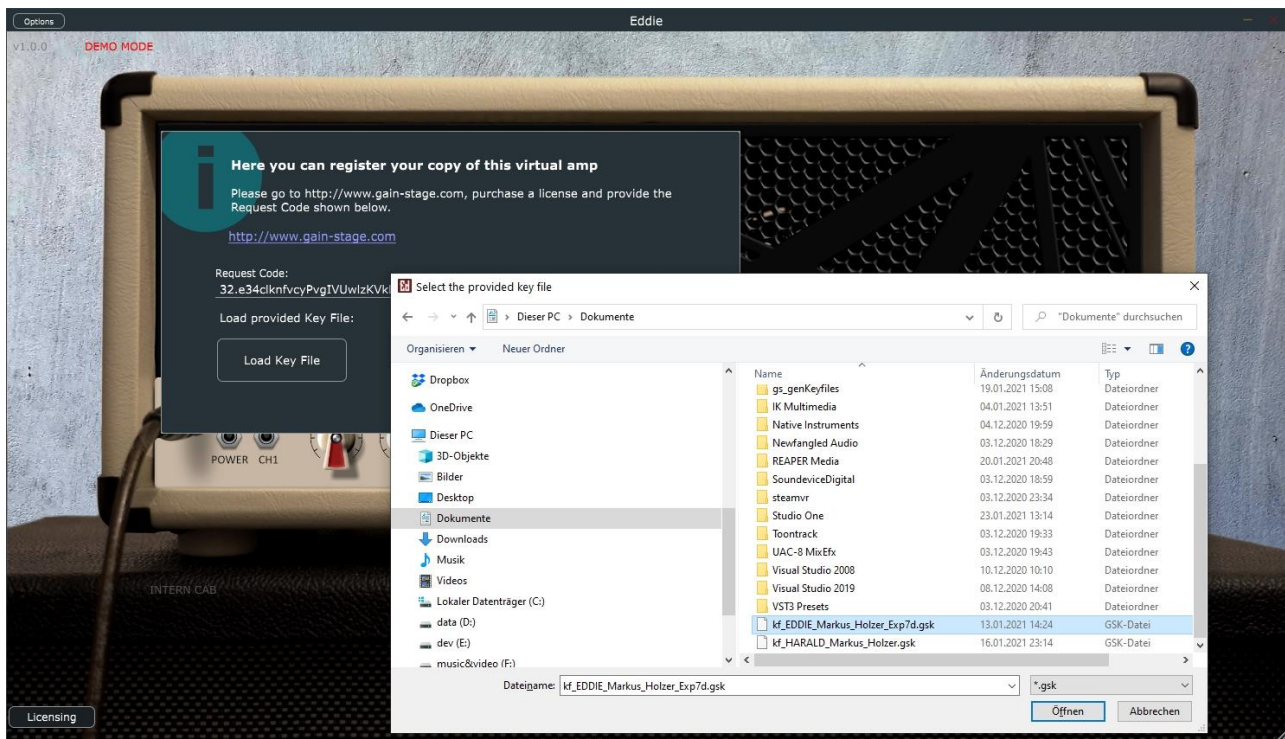 Options
Eddie
v1.0.0
DEMO MODE
Here you can register your copy of this virtual amp
Please go to http://www.gain-stage.com, purchase a license and provide the
Request Code shown below.
http://www.gain-stage.com
Request Code:
Load provided Key File:
Load Key File
POWER CH1
INTERN CAB
Licensing
Select the provided key file
Dieser PC > Dokumente
"Dokumente" durchsuchen
Organisieren
Neuer Ordner
Dropbox
OneDrive
Dieser PC
3D-Objekte
Bilder
Desktop
Dokumente
Downloads
Musik
Videos
Lokaler Datenträger (C:)
data (D:)
dev (E:)
music&video (F:)
Name Änderungsdatum Typ
gs_genKeyfiles 19.01.2021 15:08 Dateiordner
IK Multimedia 04.01.2021 13:51 Dateiordner
Native Instruments 04.12.2020 19:59 Dateiordner
Newfangled Audio 03.12.2020 18:29 Dateiordner
REAPER Media 20.01.2021 20:48 Dateiordner
SoundeviceDigital 03.12.2020 18:59 Dateiordner
steamvr 03.12.2020 23:34 Dateiordner
Studio One 23.01.2021 13:14 Dateiordner
Toontrack 03.12.2020 19:33 Dateiordner
UAC-8 MixEfx 03.12.2020 19:43 Dateiordner
Visual Studio 2008 10.12.2020 10:10 Dateiordner
Visual Studio 2019 08.12.2020 14:08 Dateiordner
VST3 Presets 03.12.2020 20:41 Dateiordner
kf_EDDIE_Markus_Holzer_Exp7d.gsk 13.01.2021 14:24 GSK-Datei
kf_HARALD_Markus_Holzer.gsk 16.01.2021 23:14 GSK-Datei
Dateiname: kf_EDDIE_Markus_Holzer_Exp7d.gsk
*.gsk
Öffnen
Abbrechen